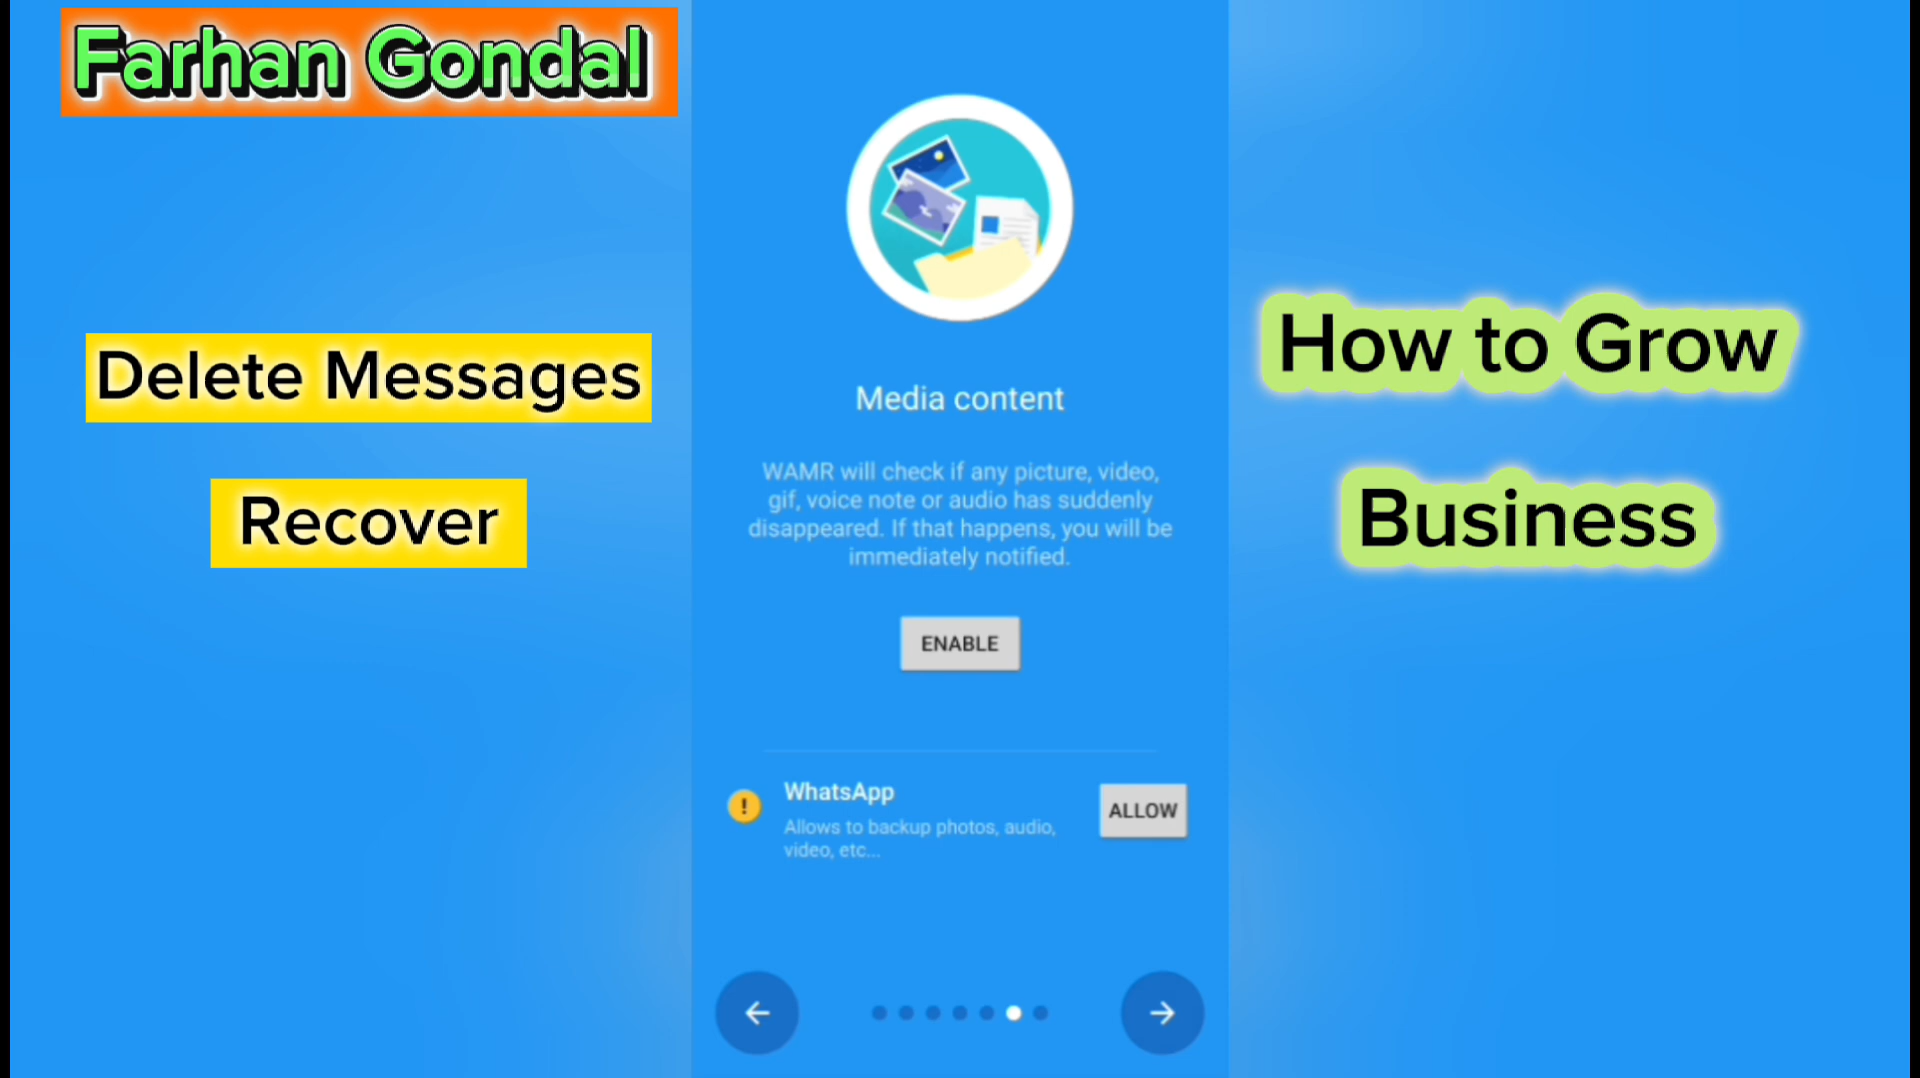 Farhan Gondal
Delete Messages
Recover
Media content
WAMR will check if any picture, video,
gif, voice note or audio has suddenly
disappeared. If that happens, you will be
immediately notified.
ENABLE
WhatsApp
Allows to backup photos, audio,
video, etc...
ALLOW
How to Grow
Business